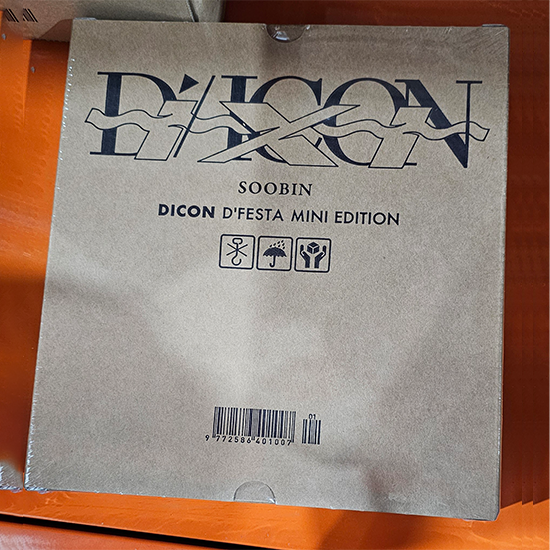 D'/ICON
SOOBIN
DICON D'FESTA MINI EDITION
01
9 772586 401007